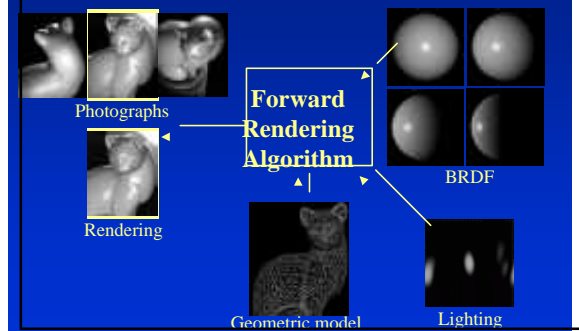 Photographs
Forward
Rendering
Algorithm
BRDF
Rendering
Geometric model
Lighting